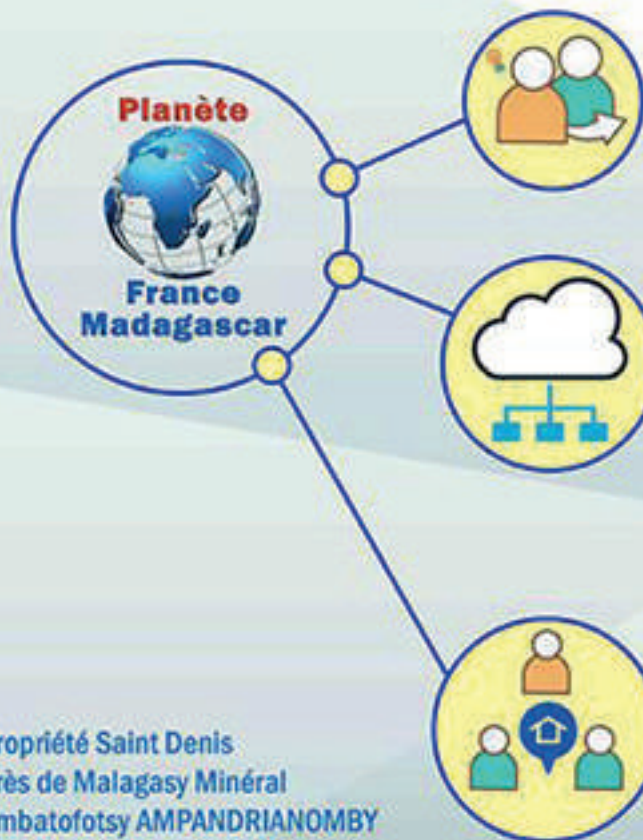 Planète
France
Madagascar
ropriété Saint Denis
rès de Malagasy Minéral
mbatofotsy AMPANDRIANOMBY